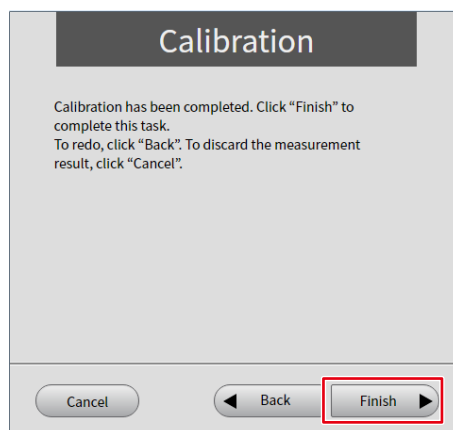 Calibration
Calibration has been completed. Click “Finish” to
complete this task.
To redo, click “Back”. To discard the measurement
result, click “Cancel”.
Cancel
Back
Finish